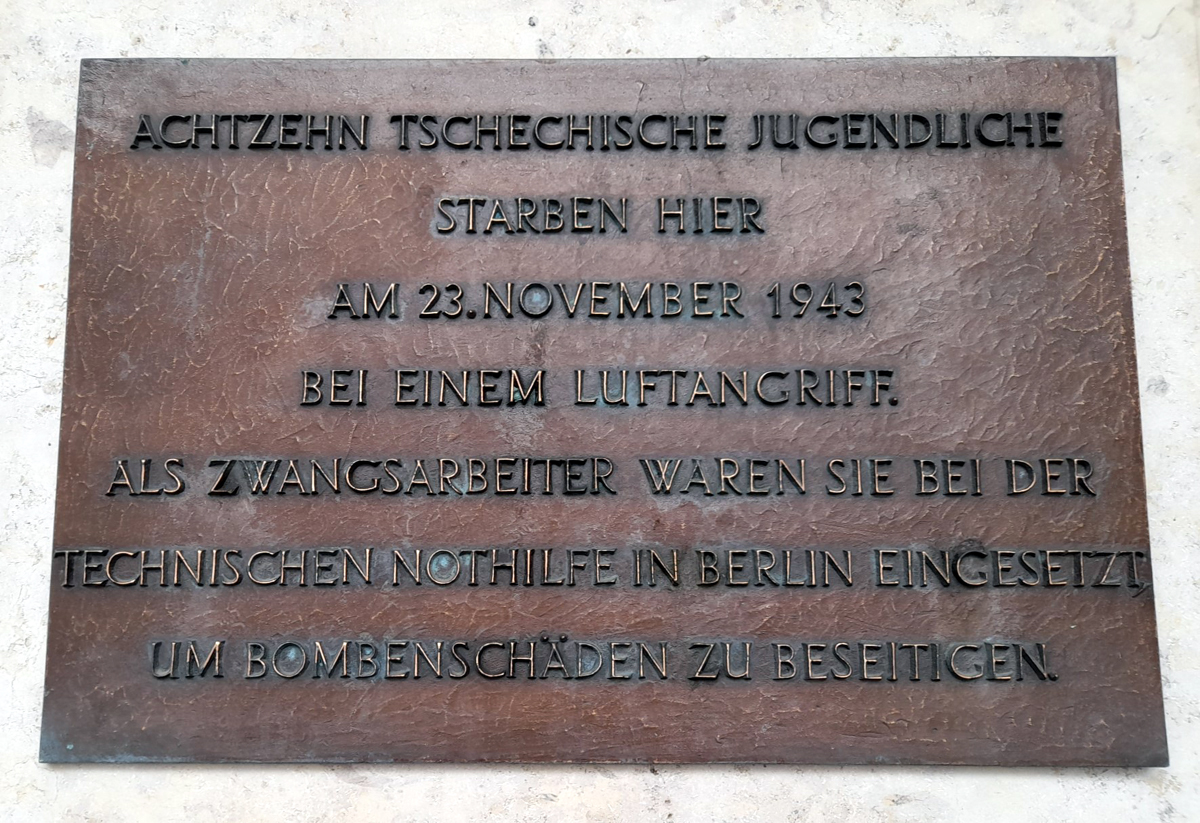 ACHTZEHN TSCHECHISCHE JUGENDLICHE
STARBEN HIER
AM 23. NOVEMBER 1943
BEI EINEM LUFTANGRIFF.
ALS ZWANGSARBEITER WAREN SIE BEI DER
TECHNISCHEN NOTHILFE IN BERLIN EINGESETZT,
UM BOMBENSCHÄDEN ZU BESEITIGEN.